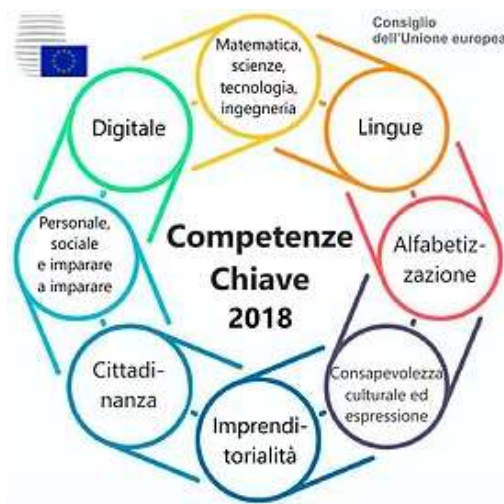 Consiglio
dell'Unione europea
Matematica,
scienze,
tecnologia,
ingegneria
Digitale
Lingue
Personale,
sociale
e imparare
a imparare
Competenze
Chiave
2018
Alfabetiz-
zazione
Cittadi-
nanza
Imprendi-
torialità
Consapevolezza
culturale ed
espressione